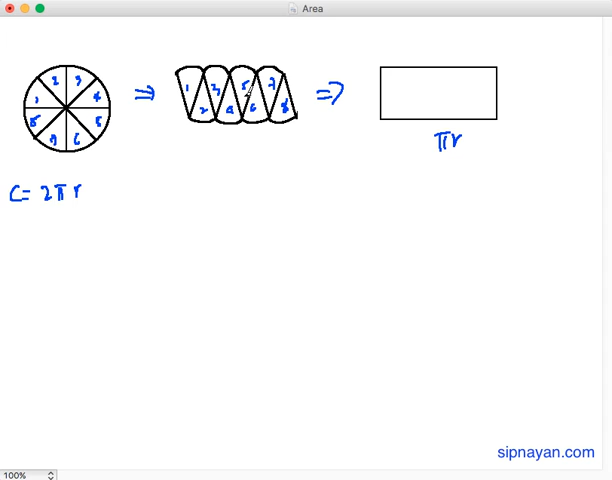 Area
2 3
1 4
8 5
7 6
1 3 5 7
2 4 6 8
⇒ ⇒
πr
C = 2πr
sipnayan.com
100%